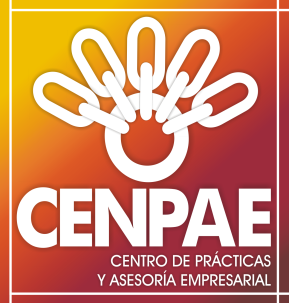 CENPAE
CENTRO DE PRÁCTICAS
Y ASESORÍA EMPRESARIAL